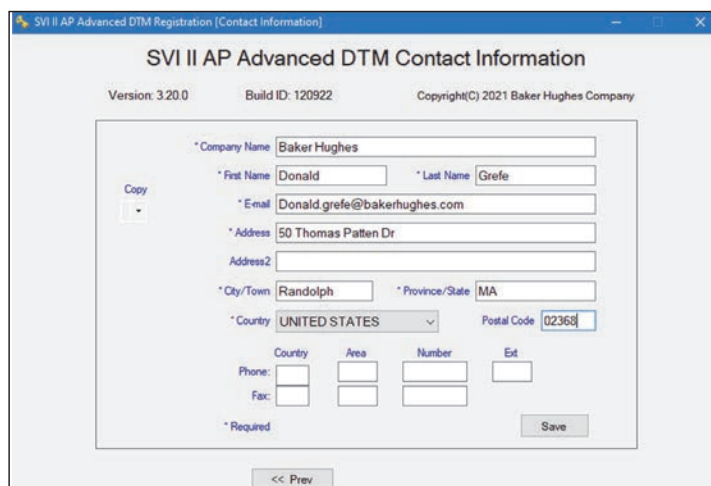 SVI II AP Advanced DTM Registration [Contact Information]
SVI II AP Advanced DTM Contact Information
Version: 3.20.0 Build ID: 120922 Copyright(C) 2021 Baker Hughes Company
* Company Name Baker Hughes
* First Name Donald * Last Name Grefe
Copy
* E-mail Donald.grefe@bakerhughes.com
* Address 50 Thomas Patten Dr
Address2
* City/Town Randolph * Province/State MA
* Country UNITED STATES Postal Code 02368
Country Area Number Ext
Phone:
Fax:
* Required Save
<< Prev